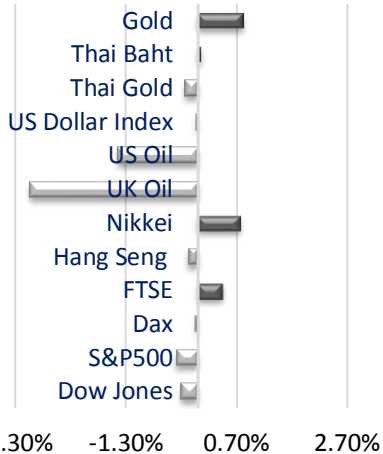 Gold
Thai Baht
Thai Gold
US Dollar Index
US Oil
UK Oil
Nikkei
Hang Seng
FTSE
Dax
S&P500
Dow Jones
.30% -1.30% 0.70% 2.70%